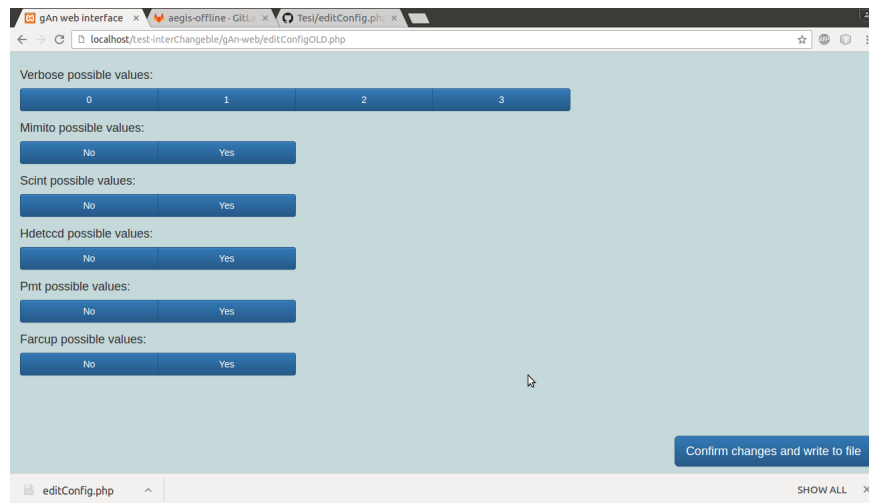 gAn web interface
aegis-offline - GitLa
Tesi/editConfig.php
localhost/test-interChangeble/gAn-web/editConfigOLD.php
Verbose possible values:
0 1 2 3
Mimito possible values:
No Yes
Scint possible values:
No Yes
Hdetccd possible values:
No Yes
Pmt possible values:
No Yes
Farcup possible values:
No Yes
Confirm changes and write to file
editConfig.php
SHOW ALL